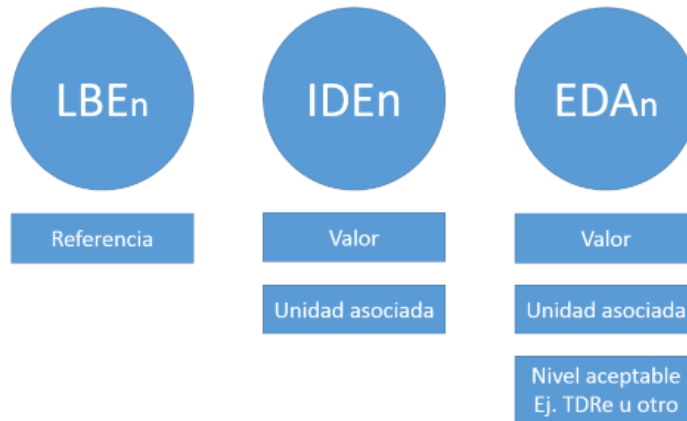 LBEn
IDEn
EDAn
Referencia
Valor
Valor
Unidad asociada
Unidad asociada
Nivel aceptable
Ej. TDRe u otro